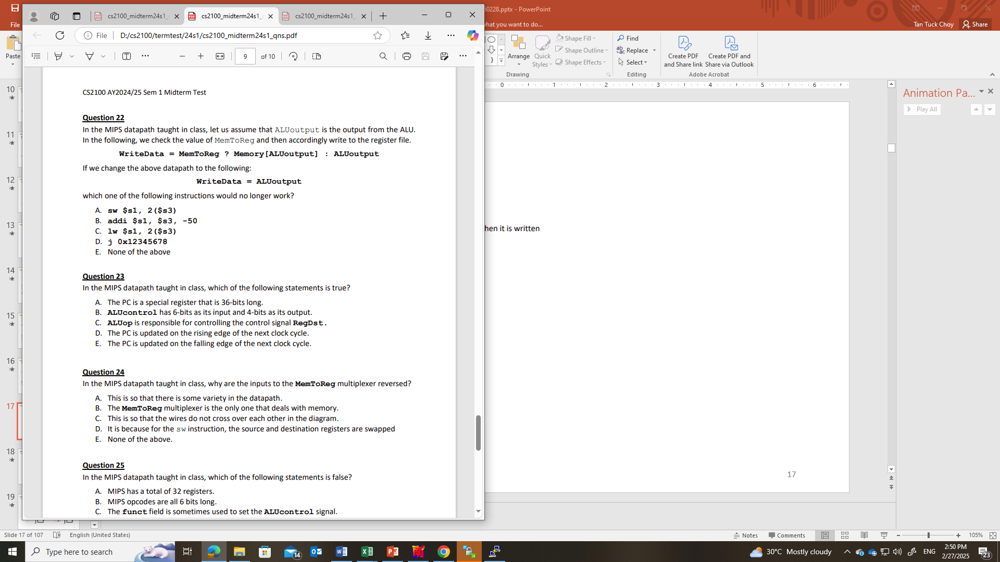 cs2100_midterm24s1_
cs2100_midterm24s1_
cs2100_midterm24s1_
File
D:/cs2100/termtest/24s1/cs2100_midterm24s1_qns.pdf
9 of 10
CS2100 AY2024/25 Sem 1 Midterm Test
Question 22
In the MIPS datapath taught in class, let us assume that ALUoutput is the output from the ALU.
In the following, we check the value of MemToReg and then accordingly write to the register file.
WriteData = MemToReg ? Memory[ALUoutput] : ALUoutput
If we change the above datapath to the following:
WriteData = ALUoutput
which one of the following instructions would no longer work?
A. sw $s1, 2($s3)
B. addi $s1, $s3, -50
C. lw $s1, 2($s3)
D. j 0x12345678
E. None of the above
Question 23
In the MIPS datapath taught in class, which of the following statements is true?
A. The PC is a special register that is 36-bits long.
B. ALUcontrol has 6-bits as its input and 4-bits as its output.
C. ALUop is responsible for controlling the control signal RegDst.
D. The PC is updated on the rising edge of the next clock cycle.
E. The PC is updated on the falling edge of the next clock cycle.
Question 24
In the MIPS datapath taught in class, why are the inputs to the MemToReg multiplexer reversed?
A. This is so that there is some variety in the datapath.
B. The MemToReg multiplexer is the only one that deals with memory.
C. This is so that the wires do not cross over each other in the diagram.
D. It is because for the sw instruction, the source and destination registers are swapped
E. None of the above.
Question 25
In the MIPS datapath taught in class, which of the following statements is false?
A. MIPS has a total of 32 registers.
B. MIPS opcodes are all 6 bits long.
C. The funct field is sometimes used to set the ALUcontrol signal.
60228.pptx - PowerPoint
File
what you want to do...
Tan Tuck Choy
Share
Paste
Arrange
Quick Styles
Shape Fill
Shape Outline
Shape Effects
Drawing
Find
Replace
Select
Editing
Create PDF and Share link
Create PDF and Share via Outlook
Adobe Acrobat
0 1 2 3 4 5 6
Animation Pa...
Play All
10
11
12
13
14
15
16
17
18
19
hen it is written
17
Slide 17 of 107
English (United States)
Notes
Comments
105%
Type here to search
14
30°C Mostly cloudy
ENG
2:50 PM
2/27/2025
23